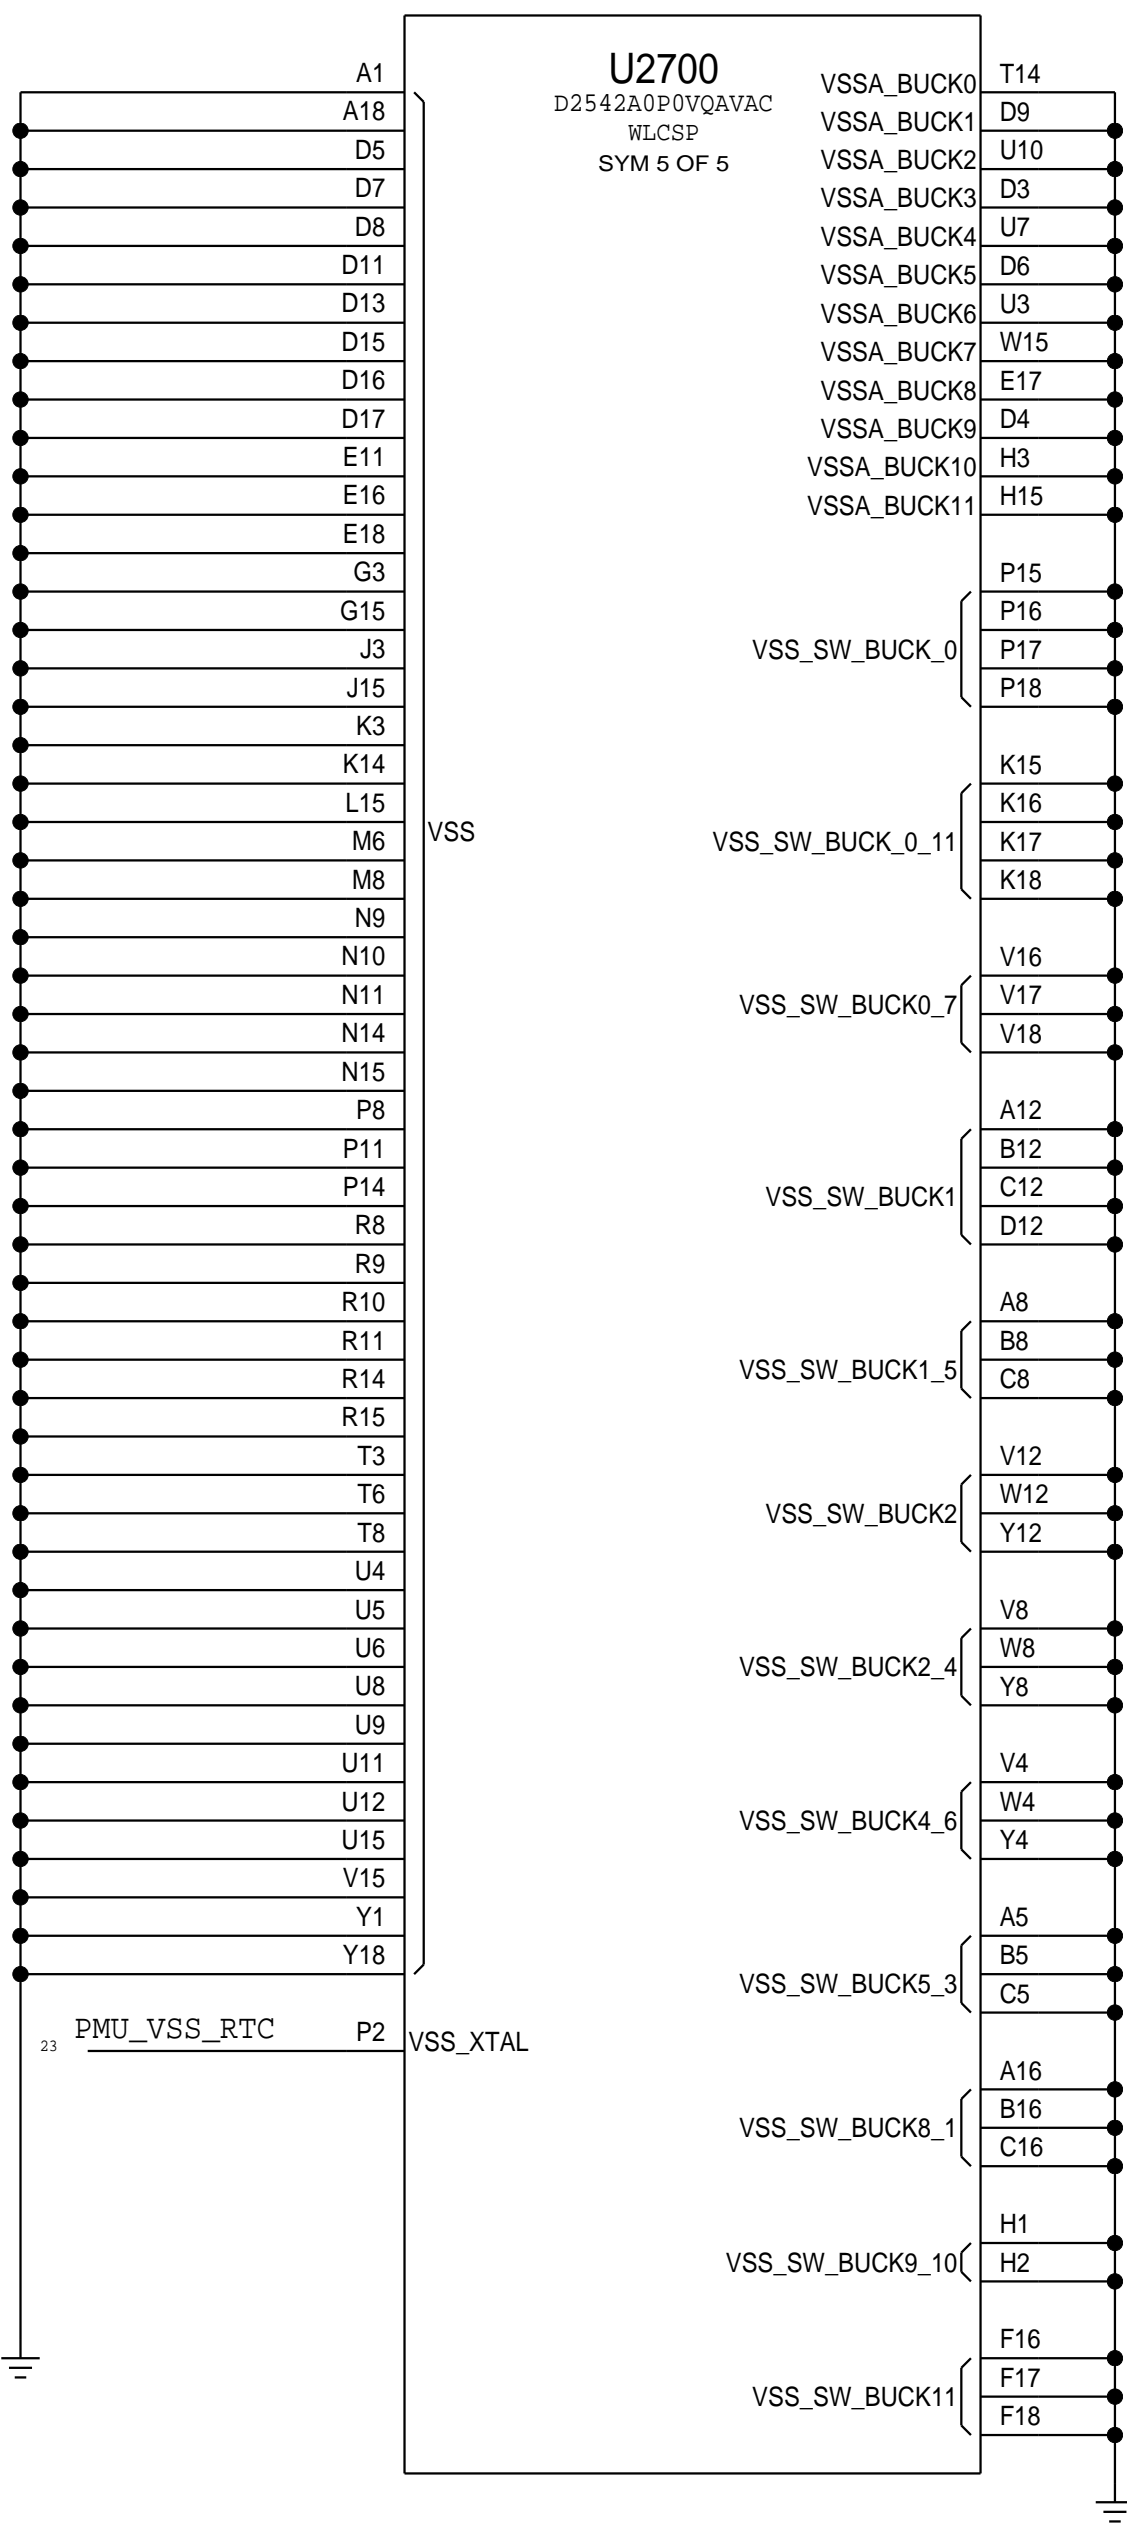 U2700
D2542A0P0VQAVAC
WLCSP
SYM 5 OF 5
A1
A18
D5
D7
D8
D11
D13
D15
D16
D17
E11
E16
E18
G3
G15
J3
J15
K3
K14
L15
M6
M8
N9
N10
N11
N14
N15
P8
P11
P14
R8
R9
R10
R11
R14
R15
T3
T6
T8
U4
U5
U6
U8
U9
U11
U12
U15
V15
Y1
Y18
VSS
23 PMU_VSS_RTC P2 VSS_XTAL
VSSA_BUCK0 T14
VSSA_BUCK1 D9
VSSA_BUCK2 U10
VSSA_BUCK3 D3
VSSA_BUCK4 U7
VSSA_BUCK5 D6
VSSA_BUCK6 U3
VSSA_BUCK7 W15
VSSA_BUCK8 E17
VSSA_BUCK9 D4
VSSA_BUCK10 H3
VSSA_BUCK11 H15
VSS_SW_BUCK_0
P15
P16
P17
P18
VSS_SW_BUCK_0_11
K15
K16
K17
K18
VSS_SW_BUCK0_7
V16
V17
V18
VSS_SW_BUCK1
A12
B12
C12
D12
VSS_SW_BUCK1_5
A8
B8
C8
VSS_SW_BUCK2
V12
W12
Y12
VSS_SW_BUCK2_4
V8
W8
Y8
VSS_SW_BUCK4_6
V4
W4
Y4
VSS_SW_BUCK5_3
A5
B5
C5
VSS_SW_BUCK8_1
A16
B16
C16
VSS_SW_BUCK9_10
H1
H2
VSS_SW_BUCK11
F16
F17
F18